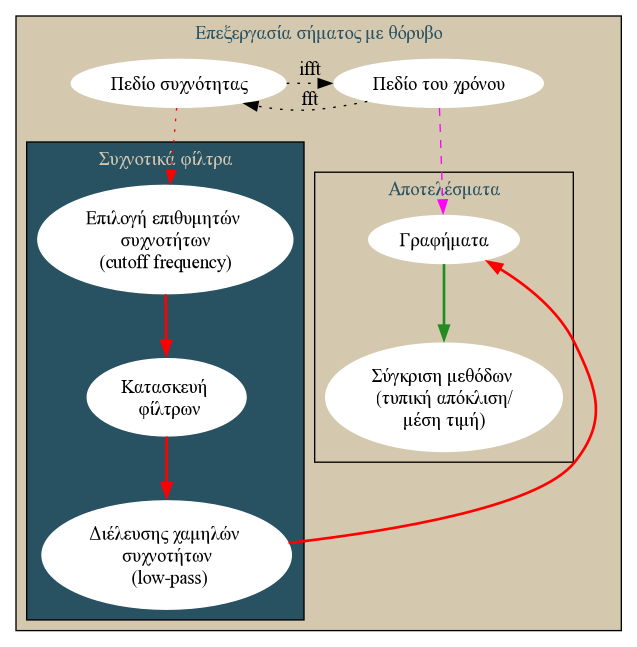 Επεξεργασία σήματος με θόρυβο
ifft
Πεδίο συχνότητας
Πεδίο του χρόνου
fft
Συχνοτικά φίλτρα
Επιλογή επιθυμητών
συχνοτήτων
(cutoff frequency)
Κατασκευή
φίλτρων
Διέλευσης χαμηλών
συχνοτήτων
(low-pass)
Αποτελέσματα
Γραφήματα
Σύγκριση μεθόδων
(τυπική απόκλιση/
μέση τιμή)